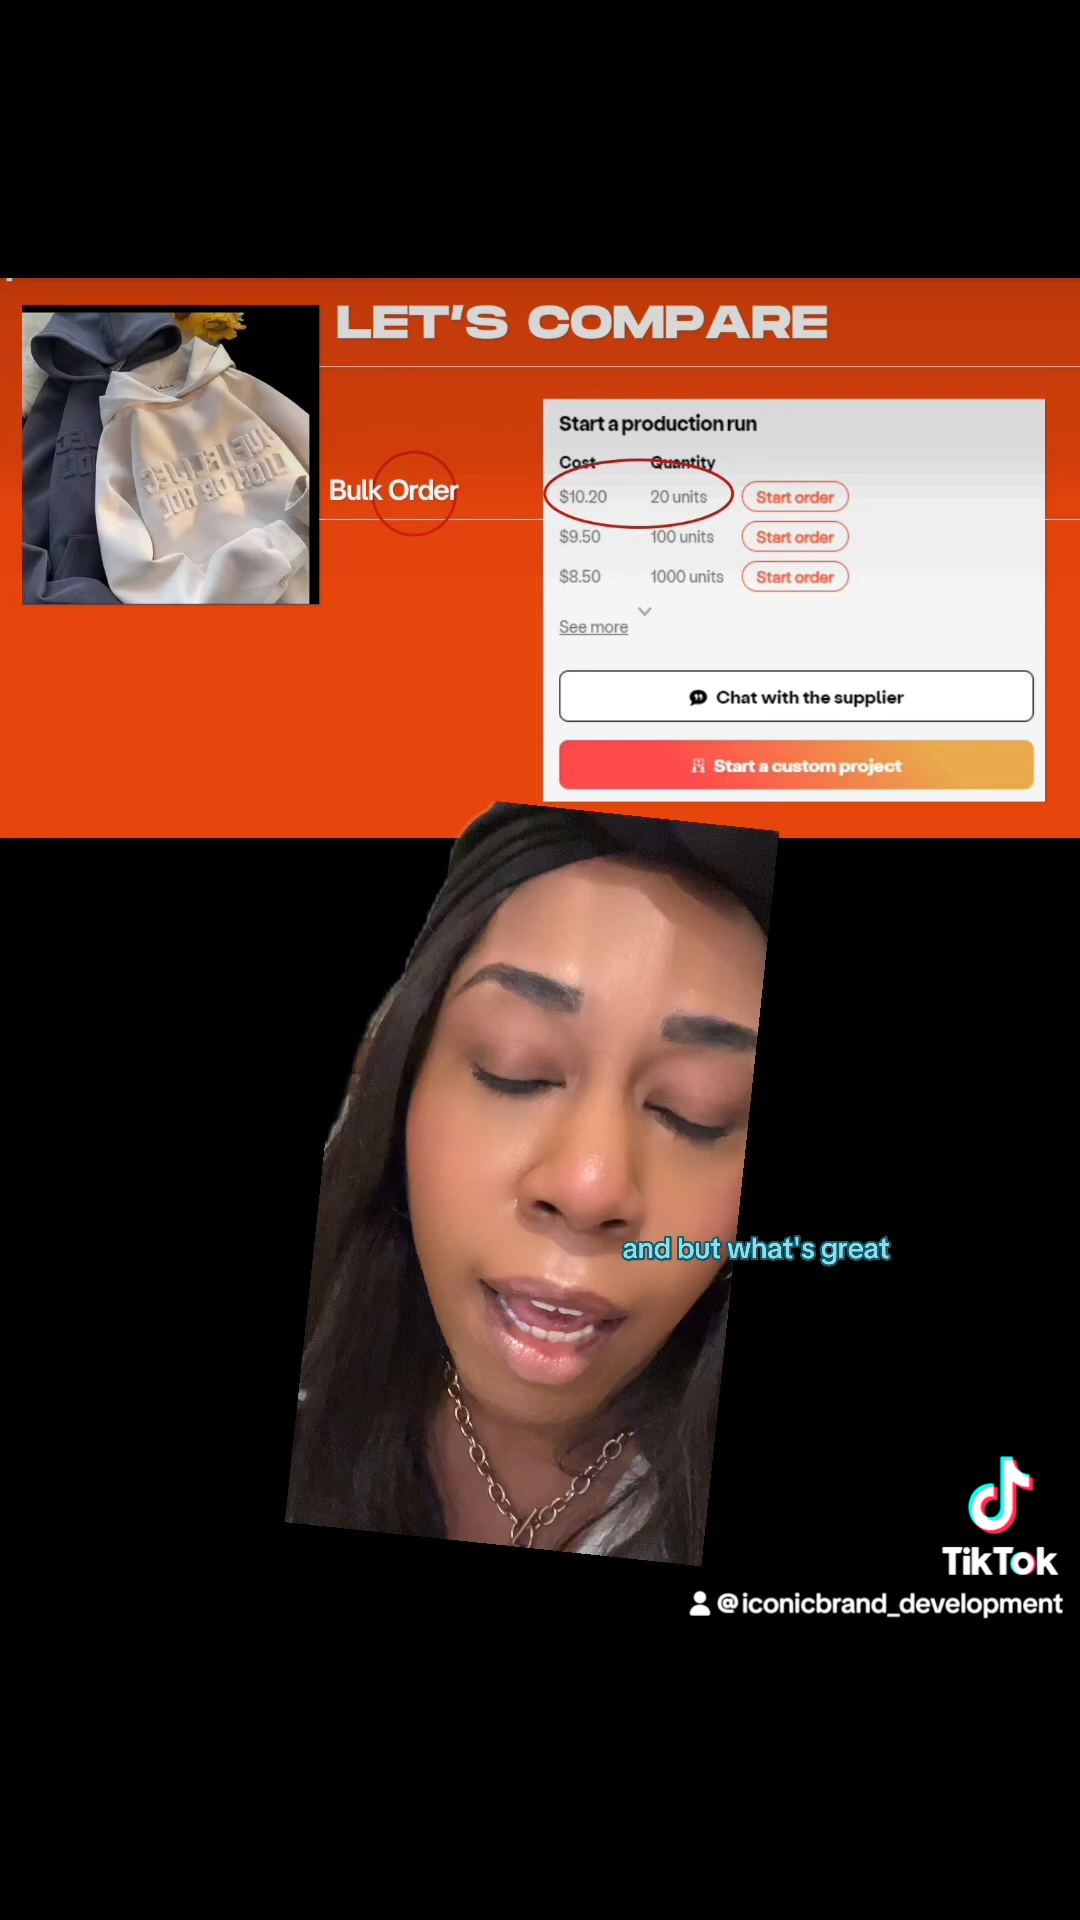 LET'S COMPARE
Start a production run
Cost Quantity
Bulk Order
$10.20 20 units Start order
$9.50 100 units Start order
$8.50 1000 units Start order
See more
Chat with the supplier
Start a custom project
and but what's great
TikTok
@iconicbrand_development